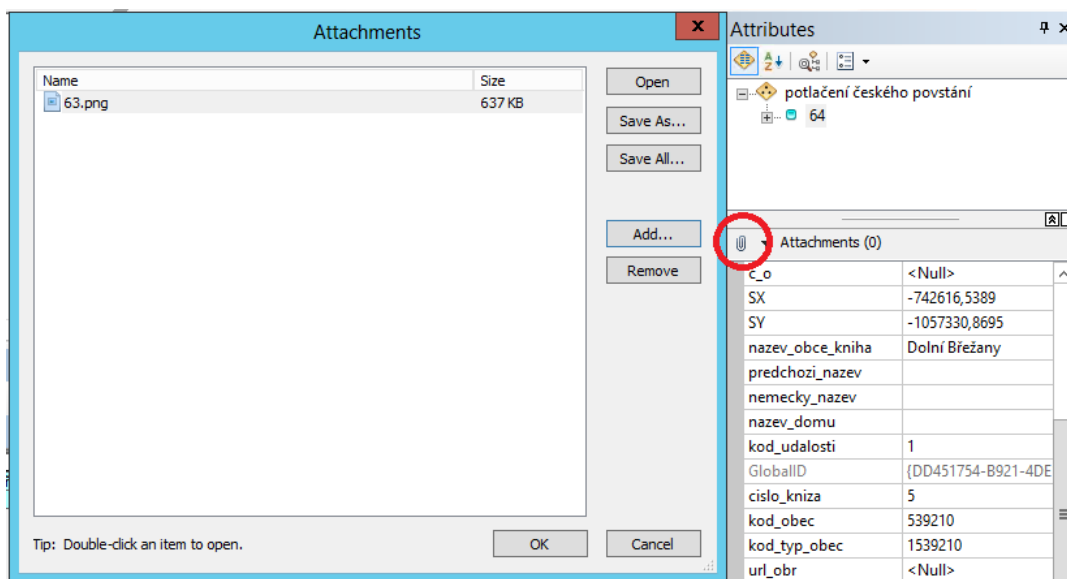 Attachments
Name Size
63.png 637 KB
Open
Save As...
Save All...
Add...
Remove
Tip: Double-click an item to open.
OK Cancel
Attributes
potlačení českého povstání
64
Attachments (0)
c_o <Null>
SX -742616,5389
SY -1057330,8695
nazev_obce_kniha Dolní Břežany
predchozi_nazev
nemecky_nazev
nazev_domu
kod_udalosti 1
GlobalID {DD451754-B921-4DE
cislo_kniza 5
kod_obec 539210
kod_typ_obec 1539210
url_obr <Null>